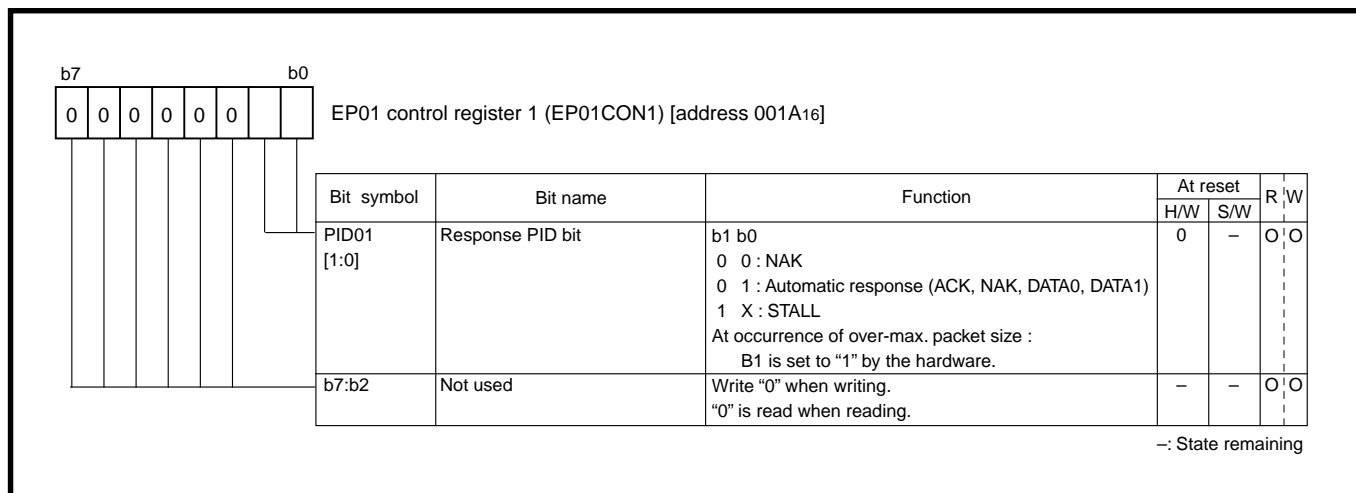 b7 b0
0 0 0 0 0 0
EP01 control register 1 (EP01CON1) [address 001A16]
Bit symbol Bit name Function At reset R W
H/W S/W
PID01 Response PID bit b1 b0 0 – O O
[1:0] 0 0 : NAK
0 1 : Automatic response (ACK, NAK, DATA0, DATA1)
1 X : STALL
At occurrence of over-max. packet size :
B1 is set to “1” by the hardware.
b7:b2 Not used Write “0” when writing. – – O O
“0” is read when reading.
–: State remaining